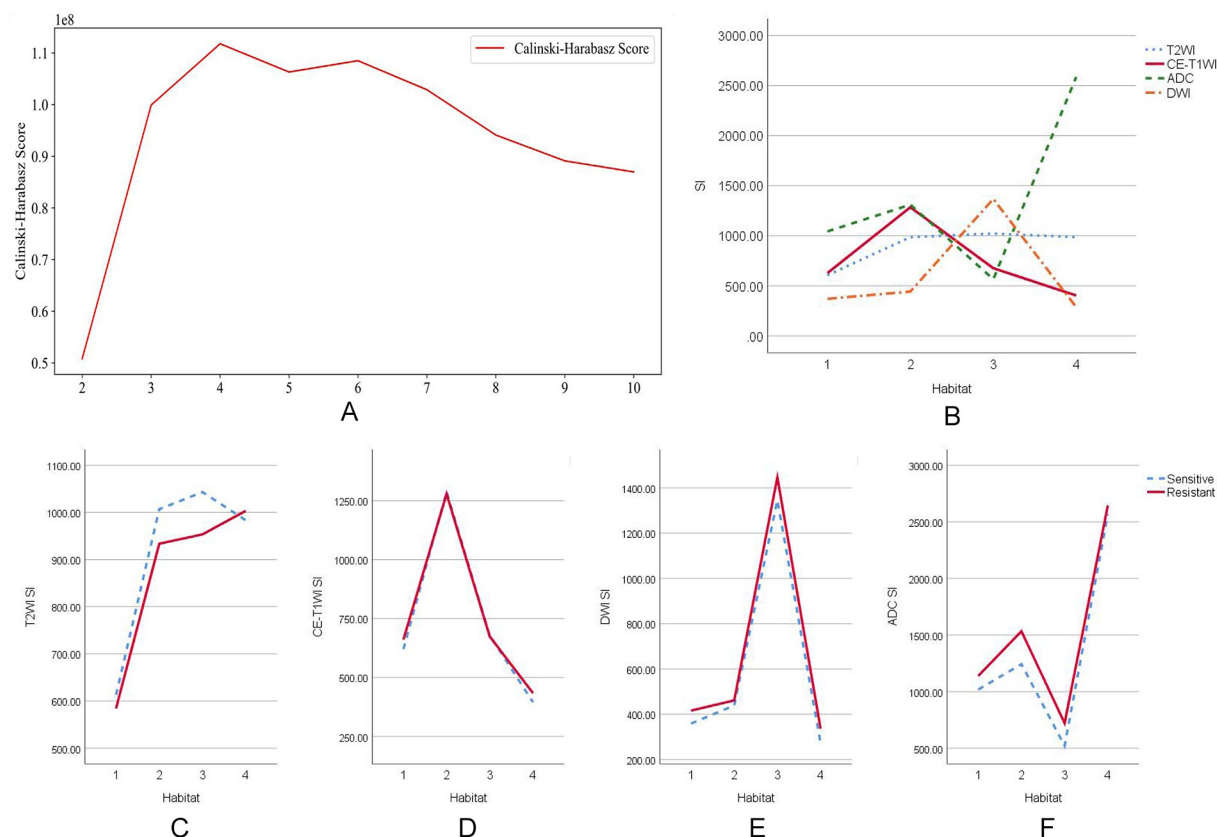 1e8
Calinski-Harabasz Score
1.1
1.0
0.9
0.8
0.7
0.6
0.5
Calinski-Harabasz Score
2 3 4 5 6 7 8 9 10
A
3000.00
2500.00
2000.00
1500.00
1000.00
500.00
.00
SI
1 2 3 4
Habitat
T2WI
CE-T1WI
ADC
DWI
B
1100.00
1000.00
900.00
800.00
700.00
600.00
500.00
T2WI SI
1 2 3 4
Habitat
C
1250.00
1000.00
750.00
500.00
250.00
CE-T1WI SI
1 2 3 4
Habitat
D
1400.00
1200.00
1000.00
800.00
600.00
400.00
200.00
DWI SI
1 2 3 4
Habitat
E
3000.00
2500.00
2000.00
1500.00
1000.00
500.00
ADC SI
1 2 3 4
Habitat
Sensitive
Resistant
F